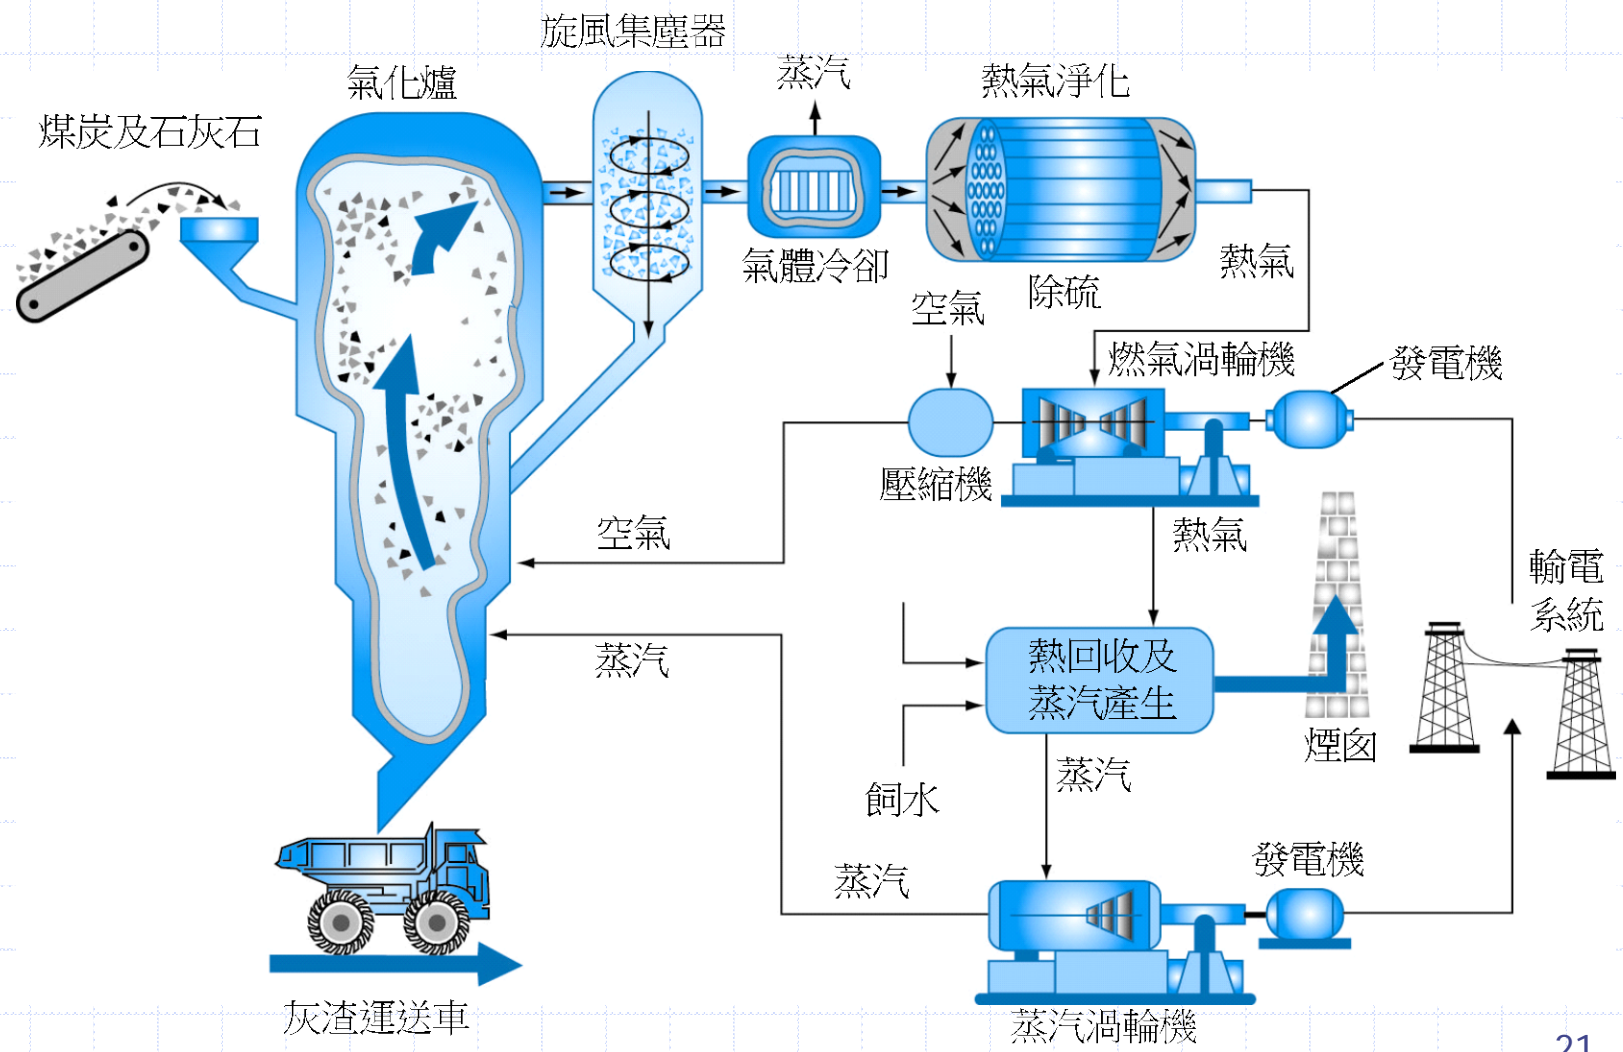 旋風集塵器
氣化爐
蒸汽
熱氣淨化
煤炭及石灰石
氣體冷卻
除硫
熱氣
空氣
燃氣渦輪機
發電機
壓縮機
空氣
熱氣
輸電
系統
蒸汽
熱回收及
蒸汽產生
煙囪
蒸汽
飼水
發電機
蒸汽
灰渣運送車
蒸汽渦輪機
21